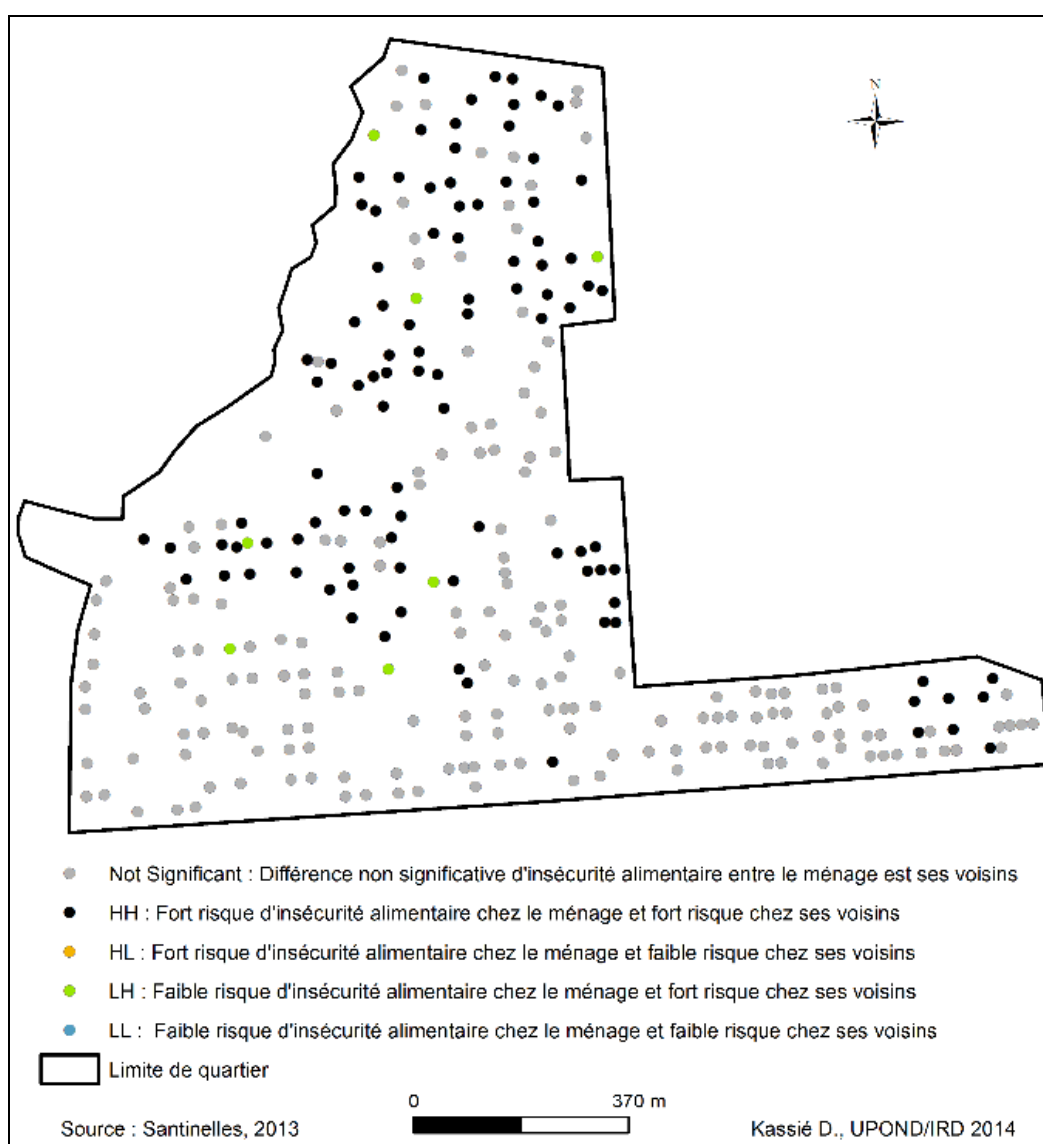 N
Not Significant : Différence non significative d'insécurité alimentaire entre le ménage est ses voisins
HH : Fort risque d'insécurité alimentaire chez le ménage et fort risque chez ses voisins
HL : Fort risque d'insécurité alimentaire chez le ménage et faible risque chez ses voisins
LH : Faible risque d'insécurité alimentaire chez le ménage et fort risque chez ses voisins
LL : Faible risque d'insécurité alimentaire chez le ménage et faible risque chez ses voisins
Limite de quartier
0 370 m
Source : Santinelles, 2013 Kassié D., UPOND/IRD 2014